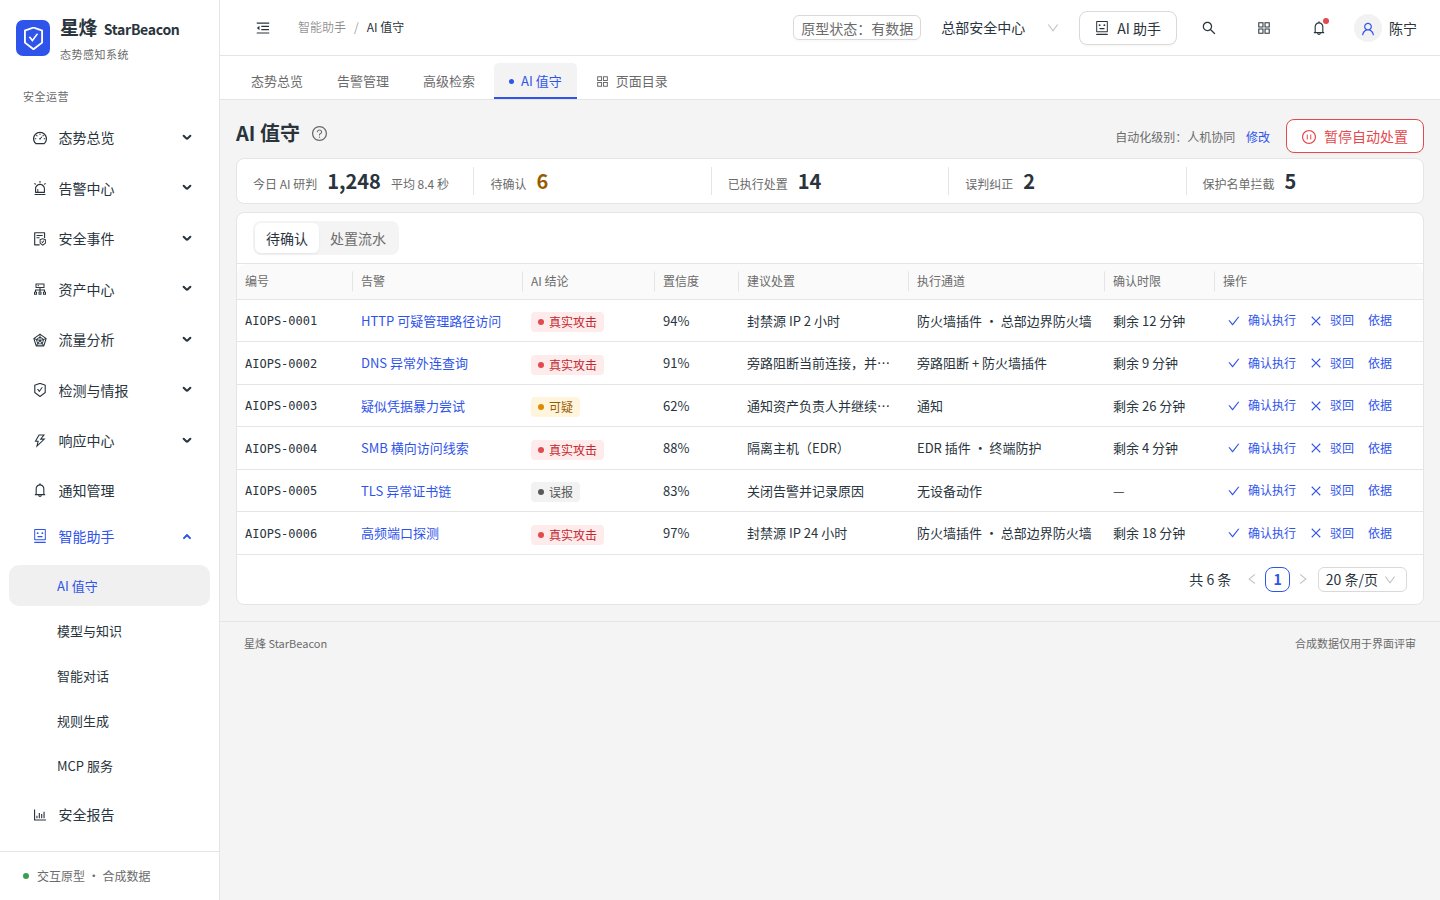 星烽 StarBeacon
态势感知系统
安全运营
态势总览
告警中心
安全事件
资产中心
流量分析
检测与情报
响应中心
通知管理
智能助手
AI 值守
模型与知识
智能对话
规则生成
MCP 服务
安全报告
交互原型 · 合成数据
智能助手 / AI 值守
原型状态：有数据
总部安全中心
AI 助手
陈宁
态势总览 告警管理 高级检索 AI 值守 页面目录
AI 值守
自动化级别：人机协同 修改 暂停自动处置
今日 AI 研判 1,248 平均 8.4 秒 待确认 6 已执行处置 14 误判纠正 2 保护名单拦截 5
待确认 处置流水
编号 告警 AI 结论 置信度 建议处置 执行通道 确认时限 操作
AIOPS-0001 HTTP 可疑管理路径访问 真实攻击 94% 封禁源 IP 2 小时 防火墙插件 · 总部边界防火墙 剩余 12 分钟 确认执行 驳回 依据
AIOPS-0002 DNS 异常外连查询 真实攻击 91% 旁路阻断当前连接，并… 旁路阻断 + 防火墙插件 剩余 9 分钟 确认执行 驳回 依据
AIOPS-0003 疑似凭据暴力尝试 可疑 62% 通知资产负责人并继续… 通知 剩余 26 分钟 确认执行 驳回 依据
AIOPS-0004 SMB 横向访问线索 真实攻击 88% 隔离主机（EDR） EDR 插件 · 终端防护 剩余 4 分钟 确认执行 驳回 依据
AIOPS-0005 TLS 异常证书链 误报 83% 关闭告警并记录原因 无设备动作 — 确认执行 驳回 依据
AIOPS-0006 高频端口探测 真实攻击 97% 封禁源 IP 24 小时 防火墙插件 · 总部边界防火墙 剩余 18 分钟 确认执行 驳回 依据
共 6 条 1 20 条/页
星烽 StarBeacon
合成数据仅用于界面评审